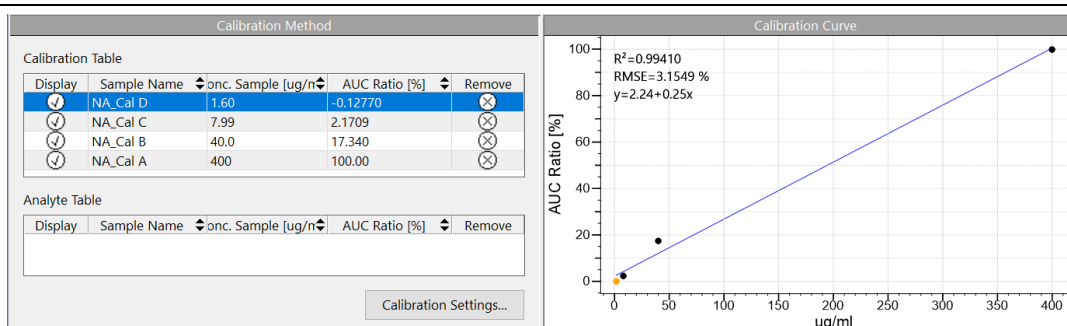 Calibration Method
Calibration Table
Display Sample Name onc. Sample [ug/m AUC Ratio [%] Remove
NA_Cal D 1.60 -0.12770
NA_Cal C 7.99 2.1709
NA_Cal B 40.0 17.340
NA_Cal A 400 100.00
Analyte Table
Display Sample Name onc. Sample [ug/m AUC Ratio [%] Remove
Calibration Settings...
Calibration Curve
R²=0.99410
RMSE=3.1549 %
y=2.24+0.25x
AUC Ratio [%]
100
80
60
40
20
0
0 50 100 150 200 250 300 350 400
ug/ml